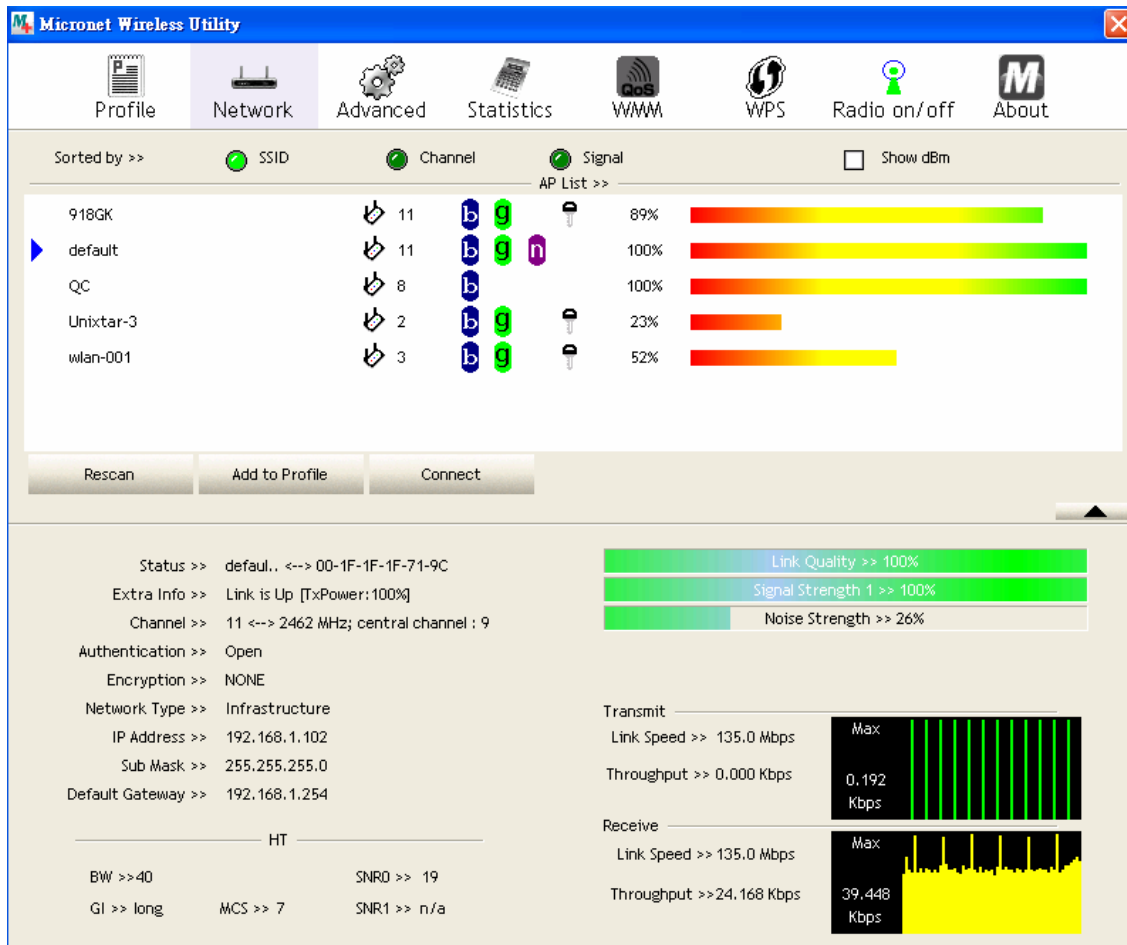 Micronet Wireless Utility
Profile Network Advanced Statistics QoS WMM WPS Radio on/off M About
Sorted by >> SSID Channel Signal Show dBm
AP List >>
918GK 11 b g 89%
default 11 b g n 100%
QC 8 b 100%
Unixtar-3 2 b g 23%
wlan-001 3 b g 52%
Rescan Add to Profile Connect
Status >> defaul.. <--> 00-1F-1F-1F-71-9C
Extra Info >> Link is Up [TxPower:100%]
Channel >> 11 <--> 2462 MHz; central channel : 9
Authentication >> Open
Encryption >> NONE
Network Type >> Infrastructure
IP Address >> 192.168.1.102
Sub Mask >> 255.255.255.0
Default Gateway >> 192.168.1.254
HT
BW >>40 SNR0 >> 19
GI >> long MCS >> 7 SNR1 >> n/a
Link Quality >> 100%
Signal Strength 1 >> 100%
Noise Strength >> 26%
Transmit
Link Speed >> 135.0 Mbps
Throughput >> 0.000 Kbps
Max
0.192
Kbps
Receive
Link Speed >> 135.0 Mbps
Throughput >>24.168 Kbps
Max
39.448
Kbps